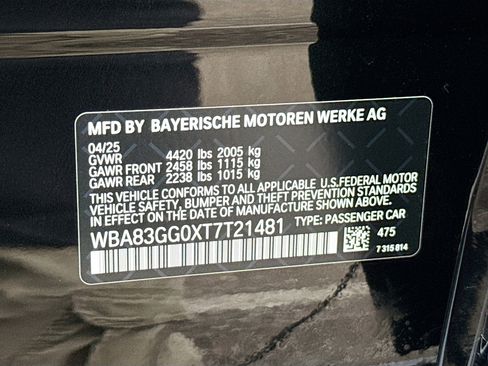 MFD BY BAYERISCHE MOTOREN WERKE AG
04/25
GVWR 4420 lbs 2005 kg
GAWR FRONT 2458 lbs 1115 kg
GAWR REAR 2238 lbs 1015 kg
THIS VEHICLE CONFORMS TO ALL APPLICABLE U.S.FEDERAL MOTOR
VEHICLE SAFETY, BUMPER AND THEFT PREVENTION STANDARDS
IN EFFECT ON THE DATE OF MANUFACTURE SHOWN ABOVE.
WBA83GG0XT7T21481 TYPE: PASSENGER CAR
475
7 315 814